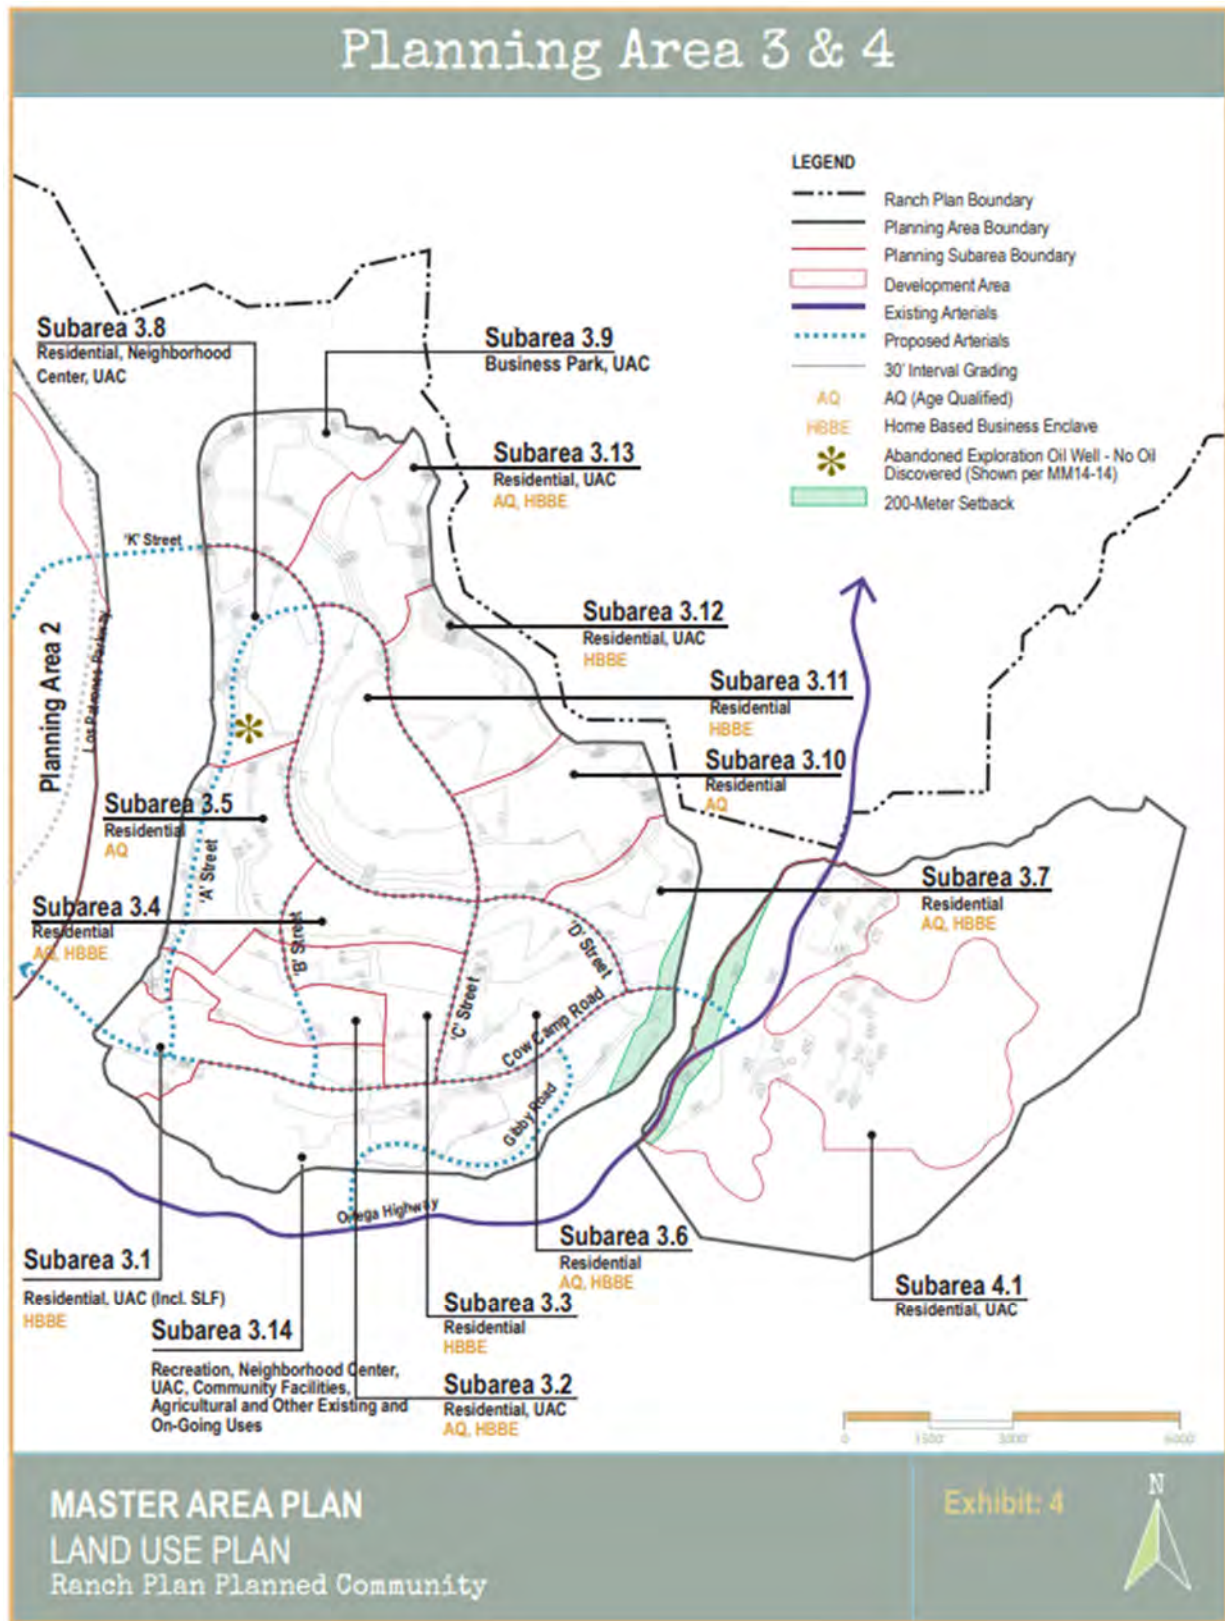 Planning Area 3 & 4
LEGEND
Ranch Plan Boundary
Planning Area Boundary
Planning Subarea Boundary
Development Area
Existing Arterials
Proposed Arterials
30' Interval Grading
AQ AQ (Age Qualified)
HBBE Home Based Business Enclave
Abandoned Exploration Oil Well - No Oil
Discovered (Shown per MM14-14)
200-Meter Setback
Subarea 3.8
Residential, Neighborhood
Center, UAC
Subarea 3.9
Business Park, UAC
Subarea 3.13
Residential, UAC
AQ, HBBE
'K' Street
Planning Area 2
Los Patrones Parkway
Subarea 3.12
Residential, UAC
HBBE
Subarea 3.11
Residential
HBBE
Subarea 3.10
Residential
AQ
Subarea 3.5
Residential
AQ
'A' Street
Subarea 3.7
Residential
AQ, HBBE
Subarea 3.4
Residential
AQ, HBBE
'B' Street
'D' Street
'C' Street
Cow Camp Road
Gibby Road
Ortega Highway
Subarea 3.1
Residential, UAC (Incl. SLF)
HBBE
Subarea 3.6
Residential
AQ, HBBE
Subarea 4.1
Residential, UAC
Subarea 3.3
Residential
HBBE
Subarea 3.14
Recreation, Neighborhood Center,
UAC, Community Facilities,
Agricultural and Other Existing and
On-Going Uses
Subarea 3.2
Residential, UAC
AQ, HBBE
0 1500' 3000' 6000'
MASTER AREA PLAN
LAND USE PLAN
Ranch Plan Planned Community
Exhibit: 4
N